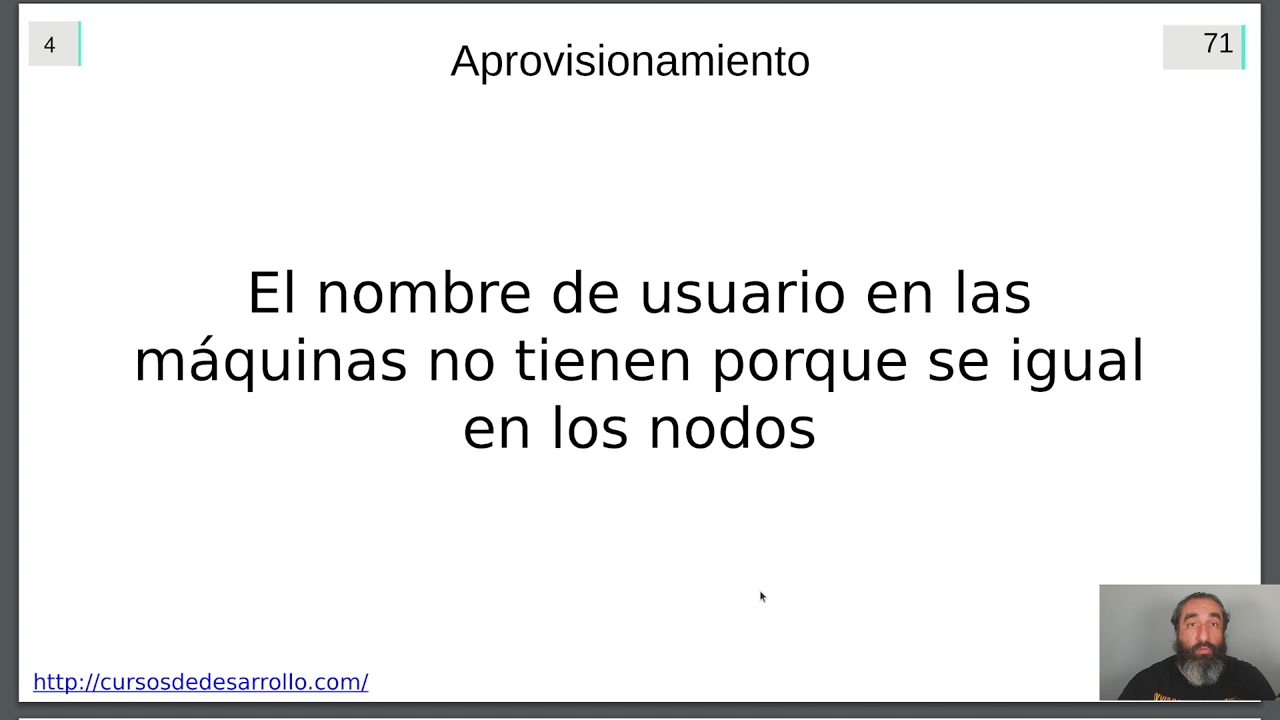 4
Aprovisionamiento
71
El nombre de usuario en las
máquinas no tienen porque se igual
en los nodos
http://cursosdedesarrollo.com/